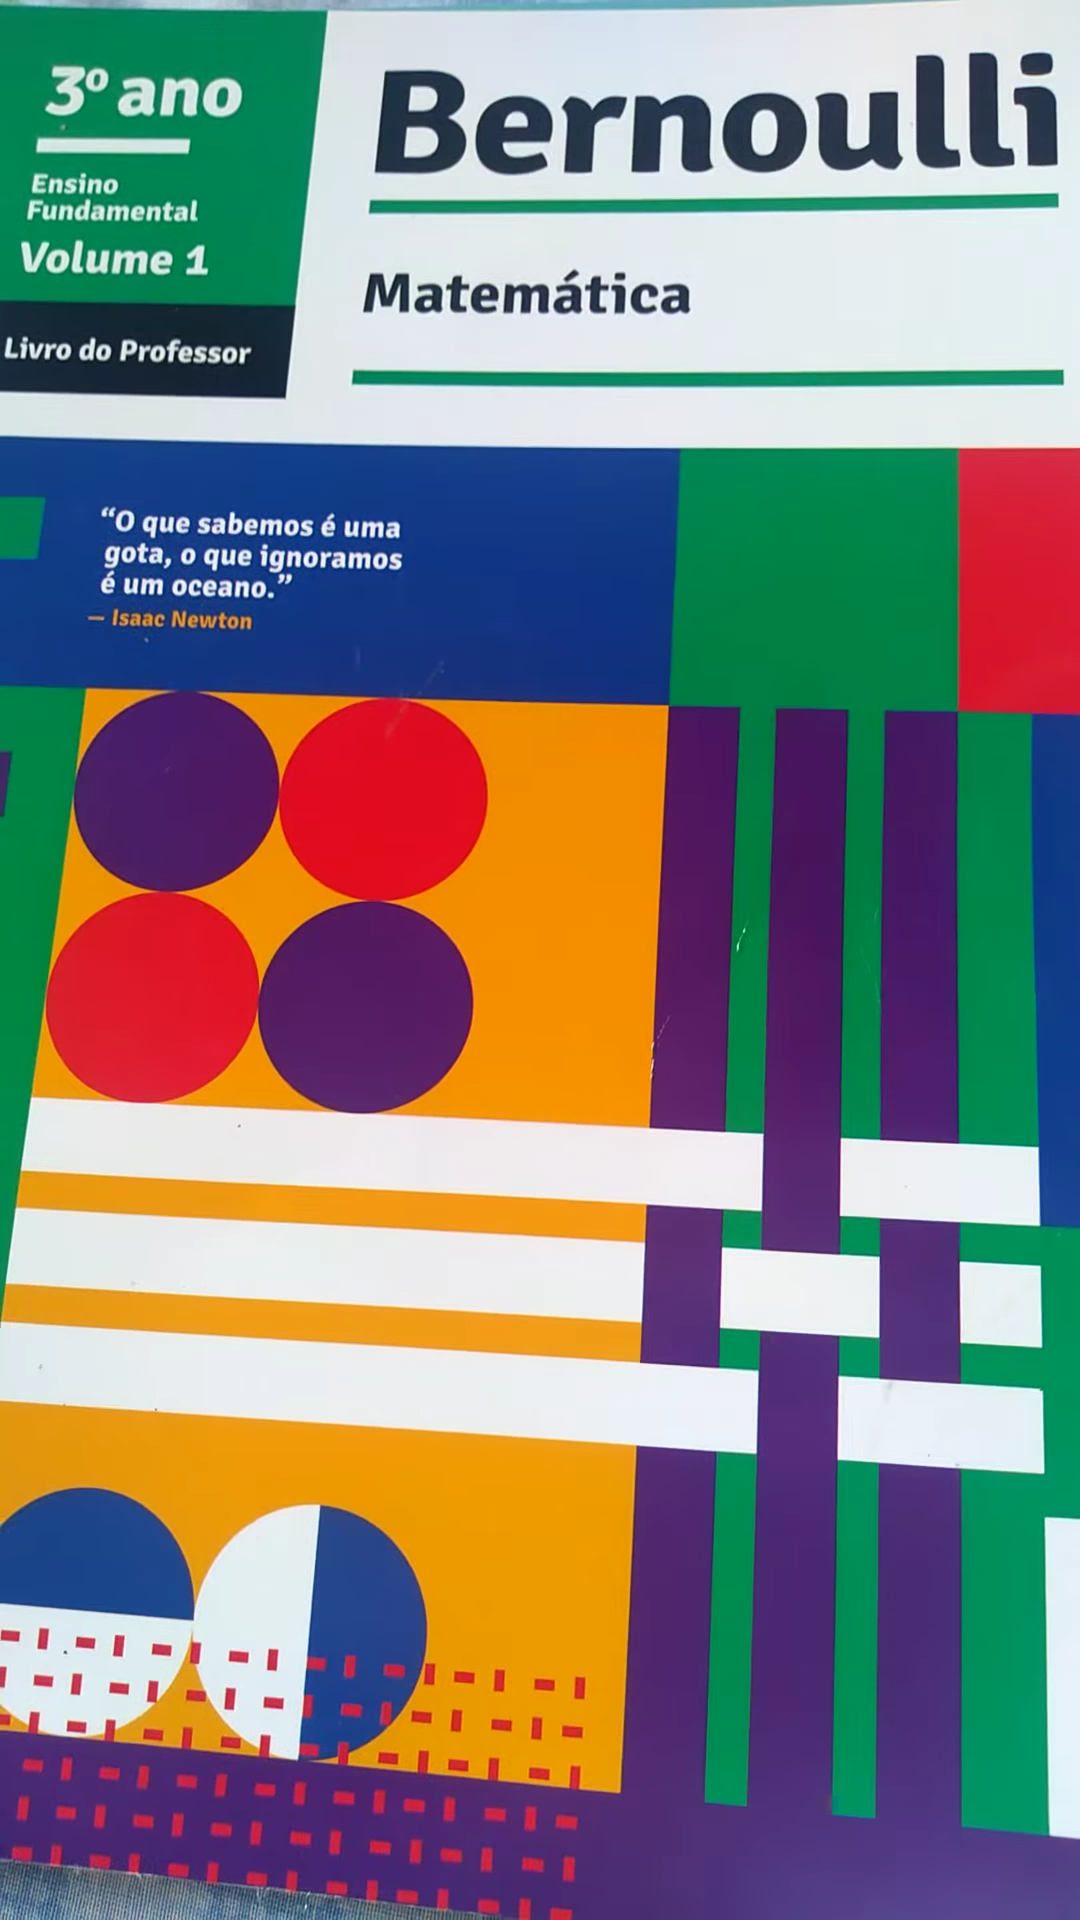 3º ano
Ensino
Fundamental
Volume 1
Livro do Professor
Bernoulli
Matemática
“O que sabemos é uma
gota, o que ignoramos
é um oceano.”
— Isaac Newton